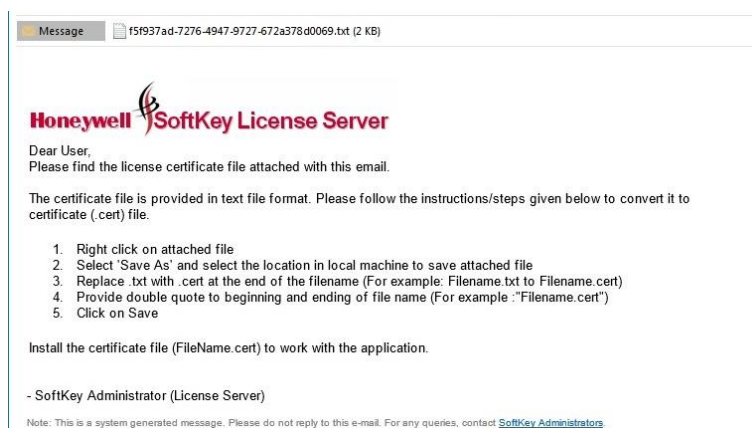 Message f5f937ad-7276-4947-9727-672a378d0069.txt (2 KB)
Honeywell SoftKey License Server
Dear User,
Please find the license certificate file attached with this email.
The certificate file is provided in text file format. Please follow the instructions/steps given below to convert it to
certificate (.cert) file.
1. Right click on attached file
2. Select 'Save As' and select the location in local machine to save attached file
3. Replace .txt with .cert at the end of the filename (For example: Filename.txt to Filename.cert)
4. Provide double quote to beginning and ending of file name (For example :"Filename.cert")
5. Click on Save
Install the certificate file (FileName.cert) to work with the application.
- SoftKey Administrator (License Server)
Note: This is a system generated message. Please do not reply to this e-mail. For any queries, contact SoftKey Administrators.